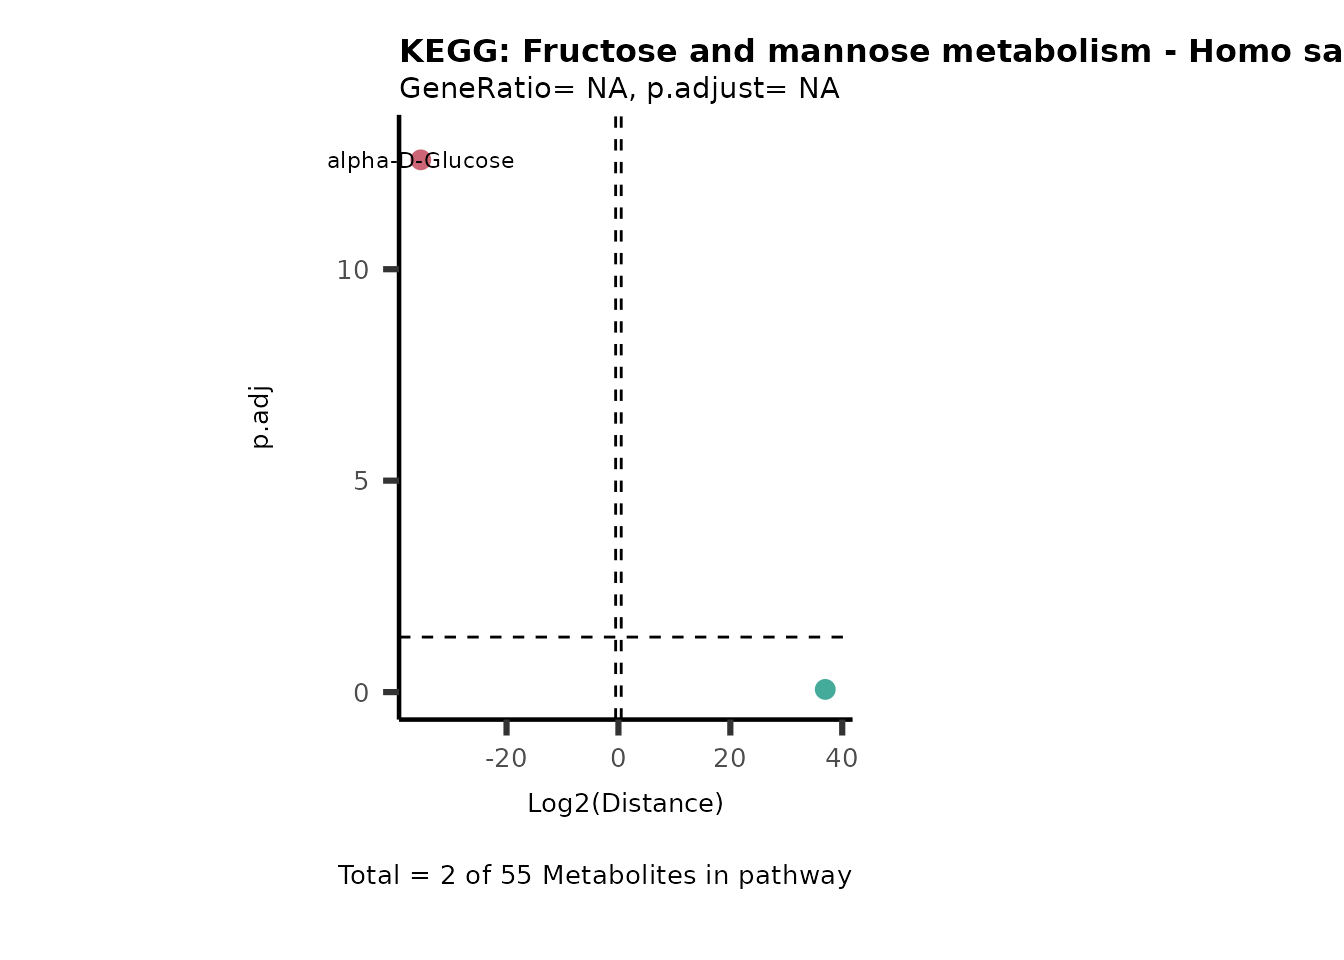 KEGG: Fructose and mannose metabolism - Homo sa
GeneRatio= NA, p.adjust= NA
alpha-D-Glucose
10
5
0
p.adj
-20 0 20 40
Log2(Distance)
Total = 2 of 55 Metabolites in pathway